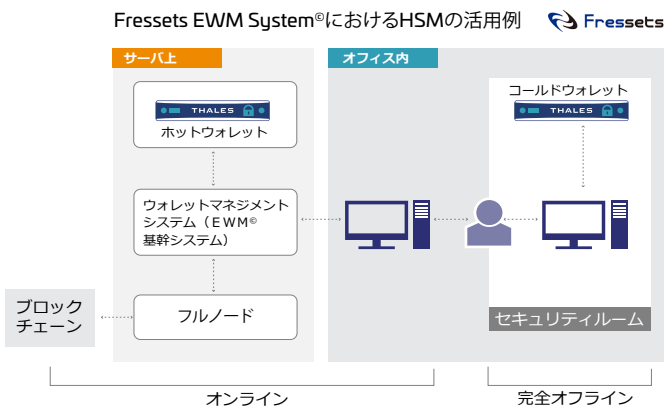 Fressets EWM System©におけるHSMの活用例
Fressets
サーバ上
オフィス内
THALES
ホットウォレット
コールドウォレット
THALES
ウォレットマネジメント
システム（EWM©
基幹システム）
ブロック
チェーン
フルノード
セキュリティルーム
オンライン
完全オフライン